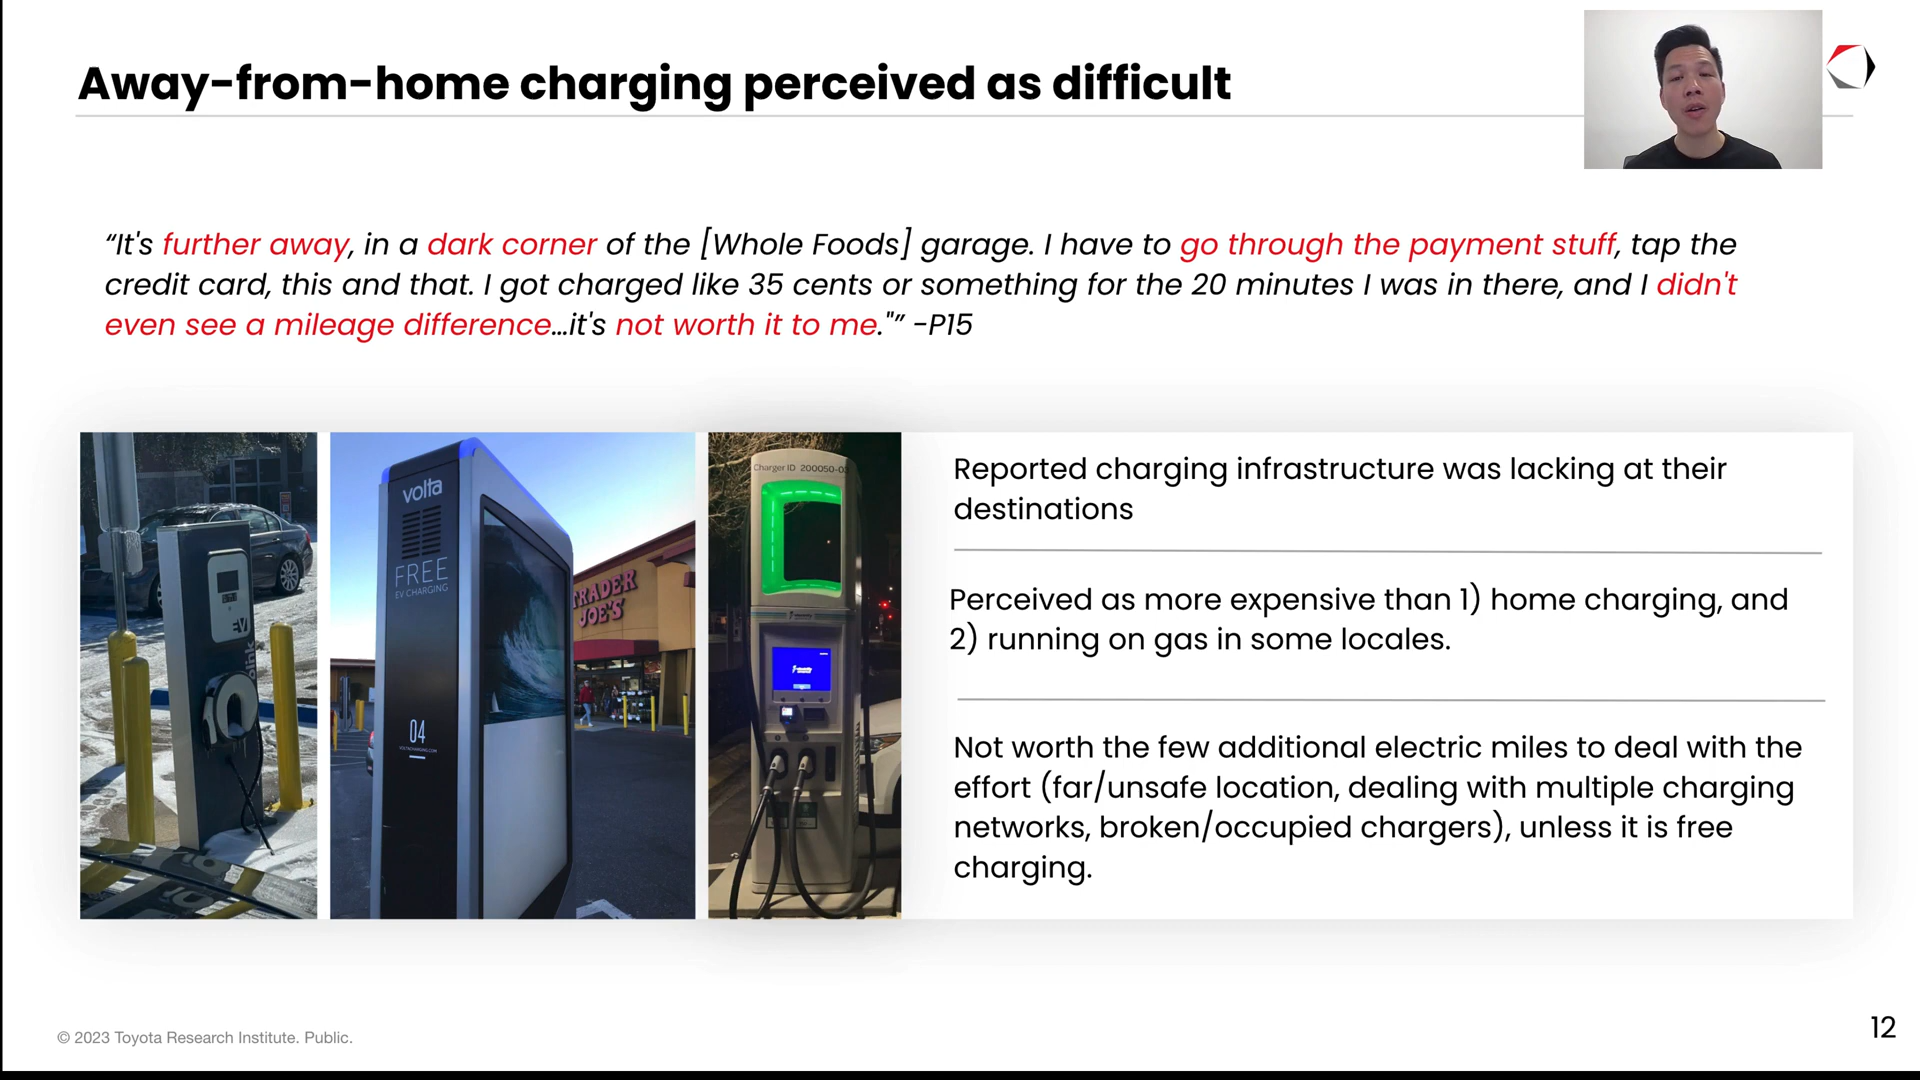 Away-from-home charging perceived as difficult
“It's further away, in a dark corner of the [Whole Foods] garage. I have to go through the payment stuff, tap the
credit card, this and that. I got charged like 35 cents or something for the 20 minutes I was in there, and I didn't
even see a mileage difference…it's not worth it to me."” -P15
Charger ID 200050-0
volta
FREE
EV CHARGING
04
TRADER
JOE'S
Reported charging infrastructure was lacking at their
destinations
Perceived as more expensive than 1) home charging, and
2) running on gas in some locales.
Not worth the few additional electric miles to deal with the
effort (far/unsafe location, dealing with multiple charging
networks, broken/occupied chargers), unless it is free
charging.
© 2023 Toyota Research Institute. Public.
12